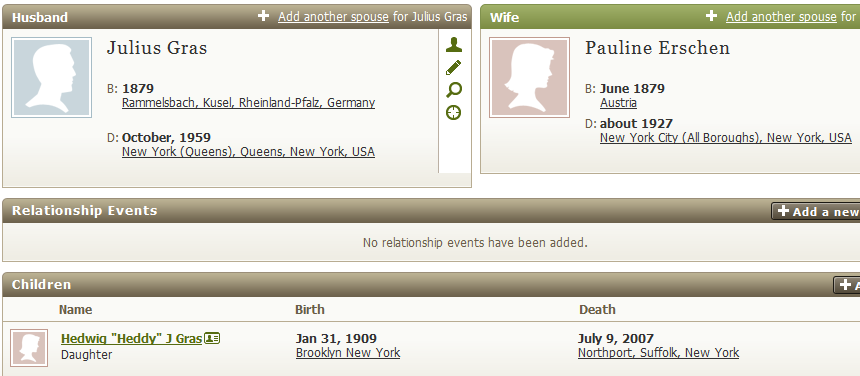 Husband
Add another spouse for Julius Gras
Julius Gras
B: 1879
Rammelsbach, Kusel, Rheinland-Pfalz, Germany
D: October, 1959
New York (Queens), Queens, New York, USA
Wife
Add another spouse for
Pauline Erschen
B: June 1879
Austria
D: about 1927
New York City (All Boroughs), New York, USA
Relationship Events
Add a new
No relationship events have been added.
Children
Name Birth Death
Hedwig "Heddy" J Gras Jan 31, 1909 July 9, 2007
Daughter Brooklyn New York Northport, Suffolk, New York